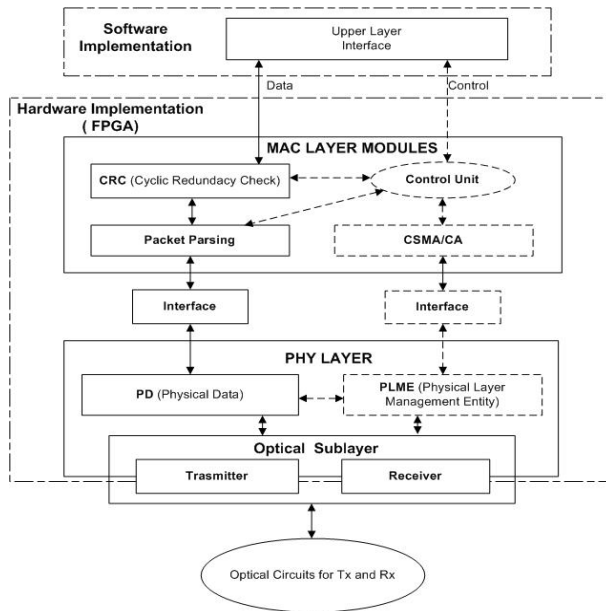 Software
Implementation
Upper Layer
Interface
Data
Control
Hardware Implementation
( FPGA)
MAC LAYER MODULES
CRC (Cyclic Redundacy Check)
Control Unit
Packet Parsing
CSMA/CA
Interface
Interface
PHY LAYER
PD (Physical Data)
PLME (Physical Layer
Management Entity)
Optical Sublayer
Trasmitter
Receiver
Optical Circuits for Tx and Rx